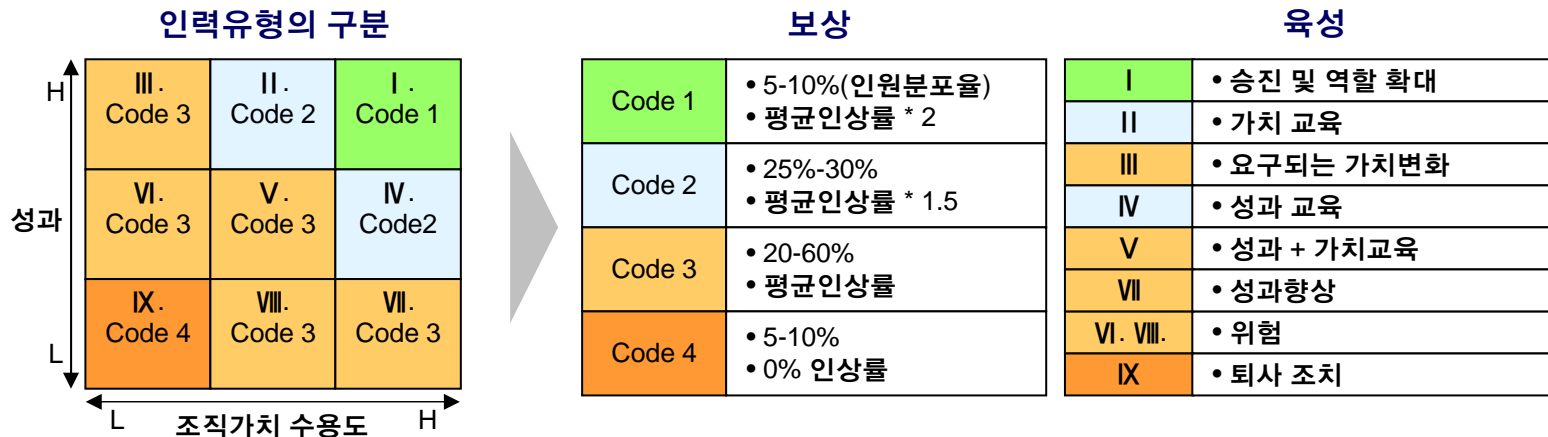 인력유형의 구분
H
Ⅲ.
Code 3
Ⅱ.
Code 2
Ⅰ.
Code 1
Ⅵ.
Code 3
Ⅴ.
Code 3
Ⅳ.
Code2
성과
Ⅸ.
Code 4
Ⅷ.
Code 3
Ⅶ.
Code 3
L
L
조직가치 수용도
H
보상
Code 1
• 5-10%(인원분포율)
• 평균인상률 * 2
Code 2
• 25%-30%
• 평균인상률 * 1.5
Code 3
• 20-60%
• 평균인상률
Code 4
• 5-10%
• 0% 인상률
육성
Ⅰ • 승진 및 역할 확대
Ⅱ • 가치 교육
Ⅲ • 요구되는 가치변화
Ⅳ • 성과 교육
Ⅴ • 성과 + 가치교육
Ⅶ • 성과향상
Ⅵ. Ⅷ. • 위험
Ⅸ • 퇴사 조치